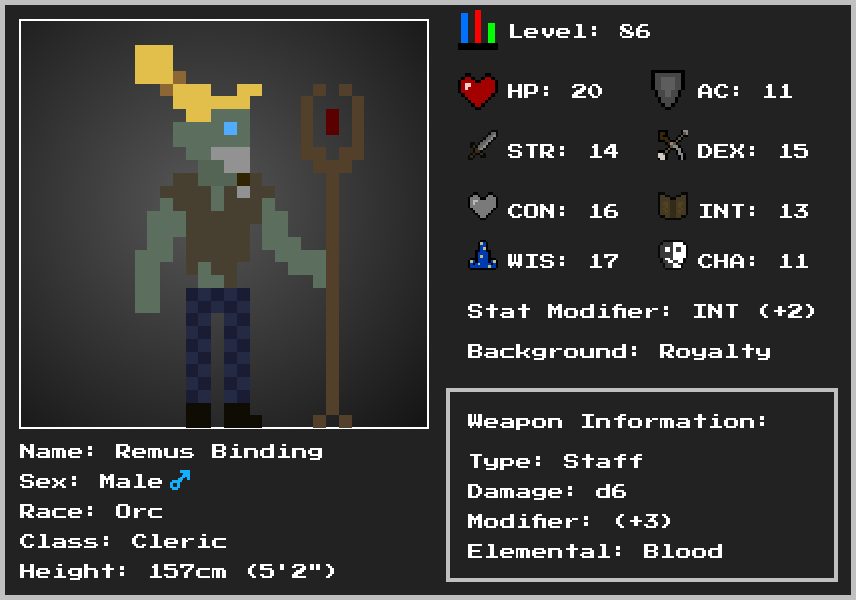 Level: 86
HP: 20
AC: 11
STR: 14
DEX: 15
CON: 16
INT: 13
WIS: 17
CHA: 11
Stat Modifier: INT (+2)
Background: Royalty
Weapon Information:
Type: Staff
Damage: d6
Modifier: (+3)
Elemental: Blood
Name: Remus Binding
Sex: Male ♂
Race: Orc
Class: Cleric
Height: 157cm (5'2")